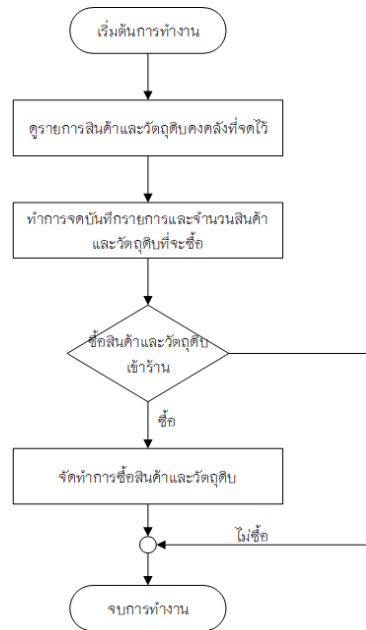 เริ่มต้นการทำงาน
ดูรายการสินค้าและวัตถุดิบคงคลังที่จดไว้
ทำการจดบันทึกรายการและจำนวนสินค้า
และวัตถุดิบที่จะซื้อ
ซื้อสินค้าและวัตถุดิบ
เข้าร้าน
ซื้อ
จัดทำการซื้อสินค้าและวัตถุดิบ
ไม่ซื้อ
จบการทำงาน